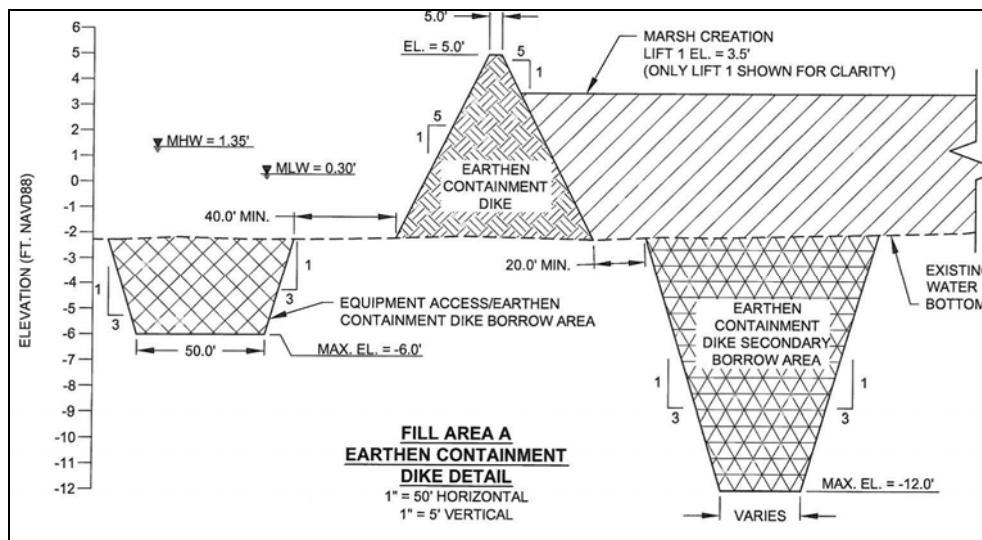 5.0'
6
5
4
3
2
1
0
-1
-2
-3
-4
-5
-6
-7
-8
-9
-10
-11
-12
ELEVATION (FT. NAVD88)
EL. = 5.0'
5
1
MARSH CREATION
LIFT 1 EL. = 3.5'
(ONLY LIFT 1 SHOWN FOR CLARITY)
5
1
MHW = 1.35'
MLW = 0.30'
EARTHEN
CONTAINMENT
DIKE
40.0' MIN.
20.0' MIN.
1
3
1
3
EQUIPMENT ACCESS/EARTHEN
CONTAINMENT DIKE BORROW AREA
50.0'
MAX. EL. = -6.0'
EXISTING
WATER
BOTTOM
EARTHEN
CONTAINMENT
DIKE SECONDARY
BORROW AREA
1
3
1
3
MAX. EL. = -12.0'
VARIES
FILL AREA A
EARTHEN CONTAINMENT
DIKE DETAIL
1" = 50' HORIZONTAL
1" = 5' VERTICAL